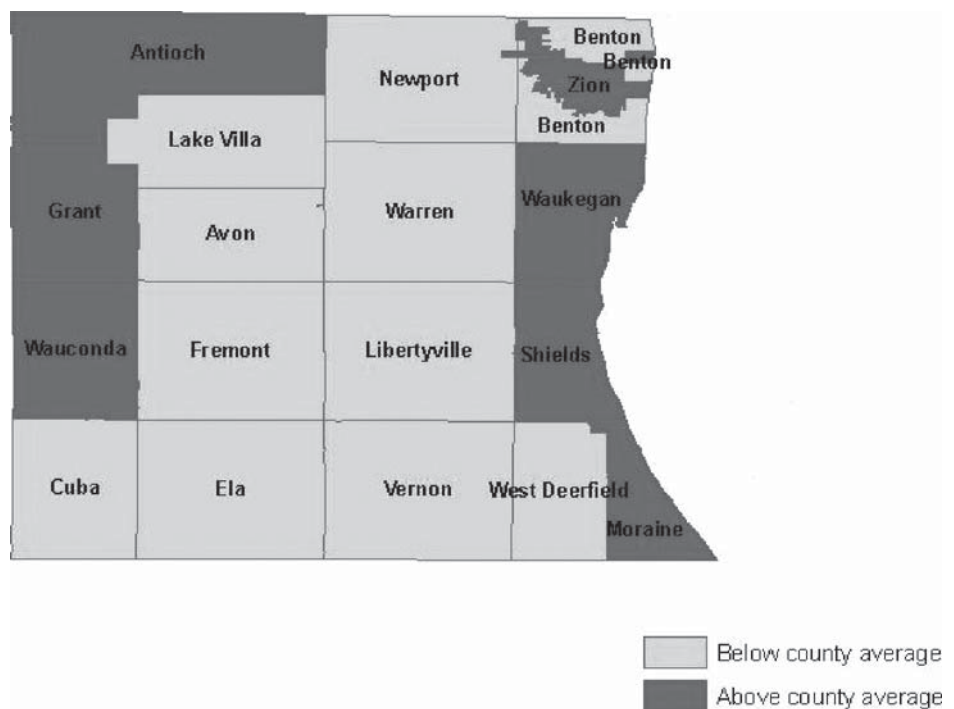 Antioch
Benton
Benton
Newport
Zion
Benton
Lake Villa
Grant
Warren
Waukegan
Avon
Wauconda
Fremont
Libertyville
Shields
Cuba
Ela
Vernon
West Deerfield
Moraine
Below county average
Above county average